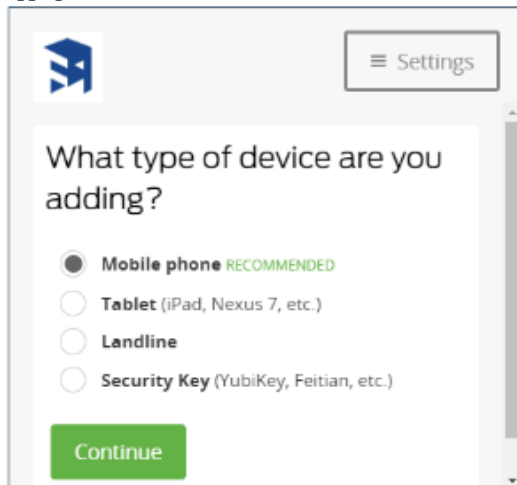 ≡ Settings
What type of device are you
adding?
Mobile phone RECOMMENDED
Tablet (iPad, Nexus 7, etc.)
Landline
Security Key (YubiKey, Feitian, etc.)
Continue